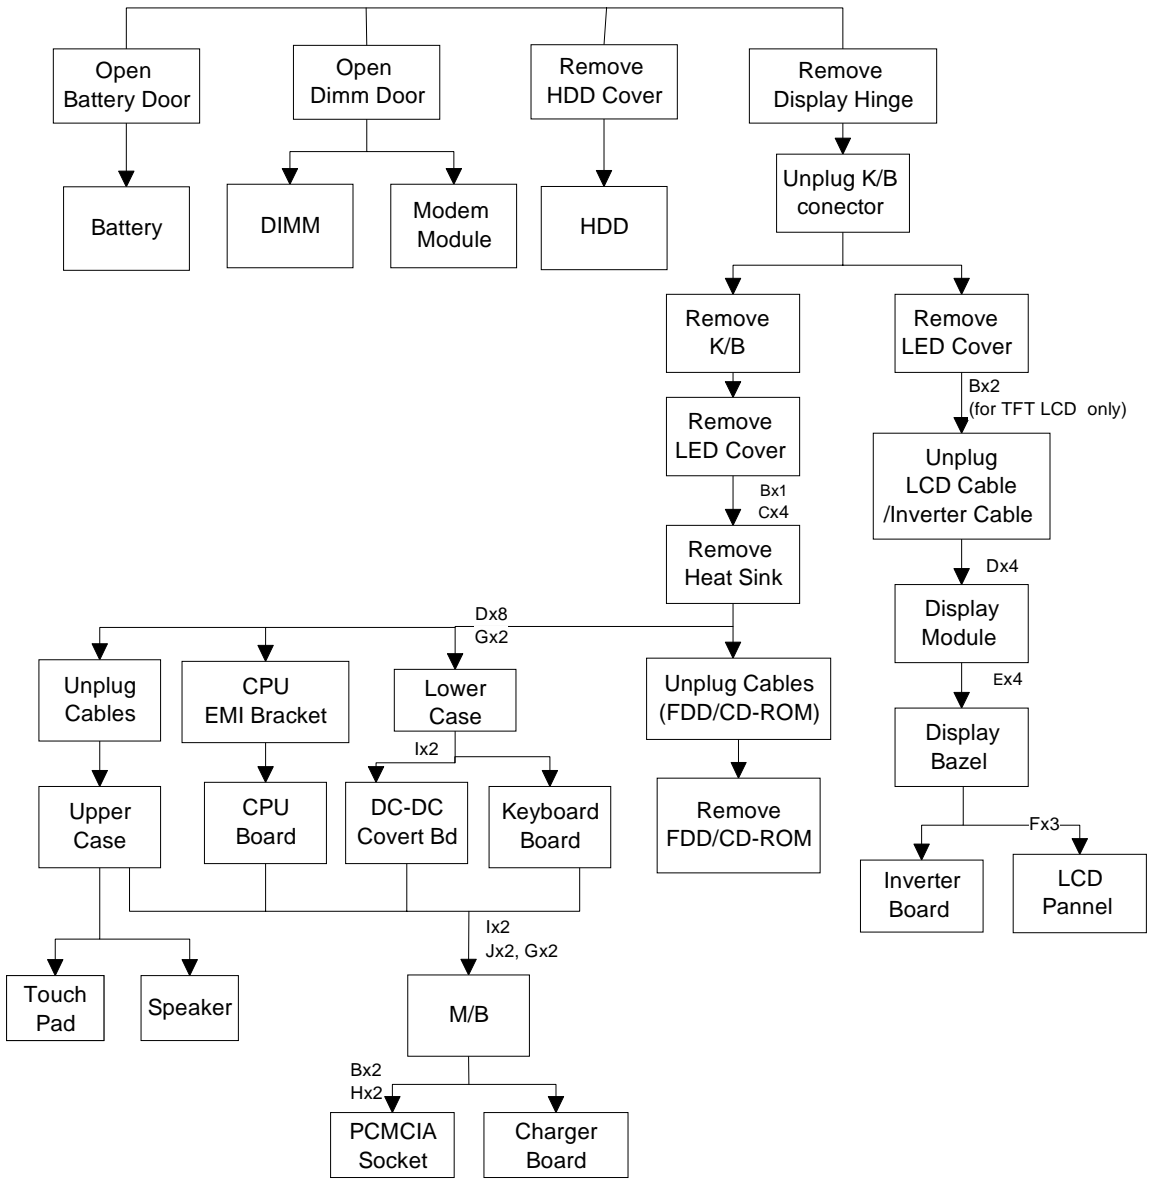 Open
Battery Door
Open
Dimm Door
Remove
HDD Cover
Remove
Display Hinge
Battery
DIMM
Modem
Module
HDD
Unplug K/B
conector
Remove
K/B
Remove
LED Cover
Bx2
(for TFT LCD only)
Remove
LED Cover
Unplug
LCD Cable
/Inverter Cable
Bx1
Cx4
Remove
Heat Sink
Dx4
Display
Module
Dx8
Gx2
Unplug
Cables
CPU
EMI Bracket
Lower
Case
Unplug Cables
(FDD/CD-ROM)
Ex4
Display
Bazel
Ix2
Upper
Case
CPU
Board
DC-DC
Covert Bd
Keyboard
Board
Remove
FDD/CD-ROM
Fx3
Inverter
Board
LCD
Pannel
Ix2
Jx2, Gx2
Touch
Pad
Speaker
M/B
Bx2
Hx2
PCMCIA
Socket
Charger
Board